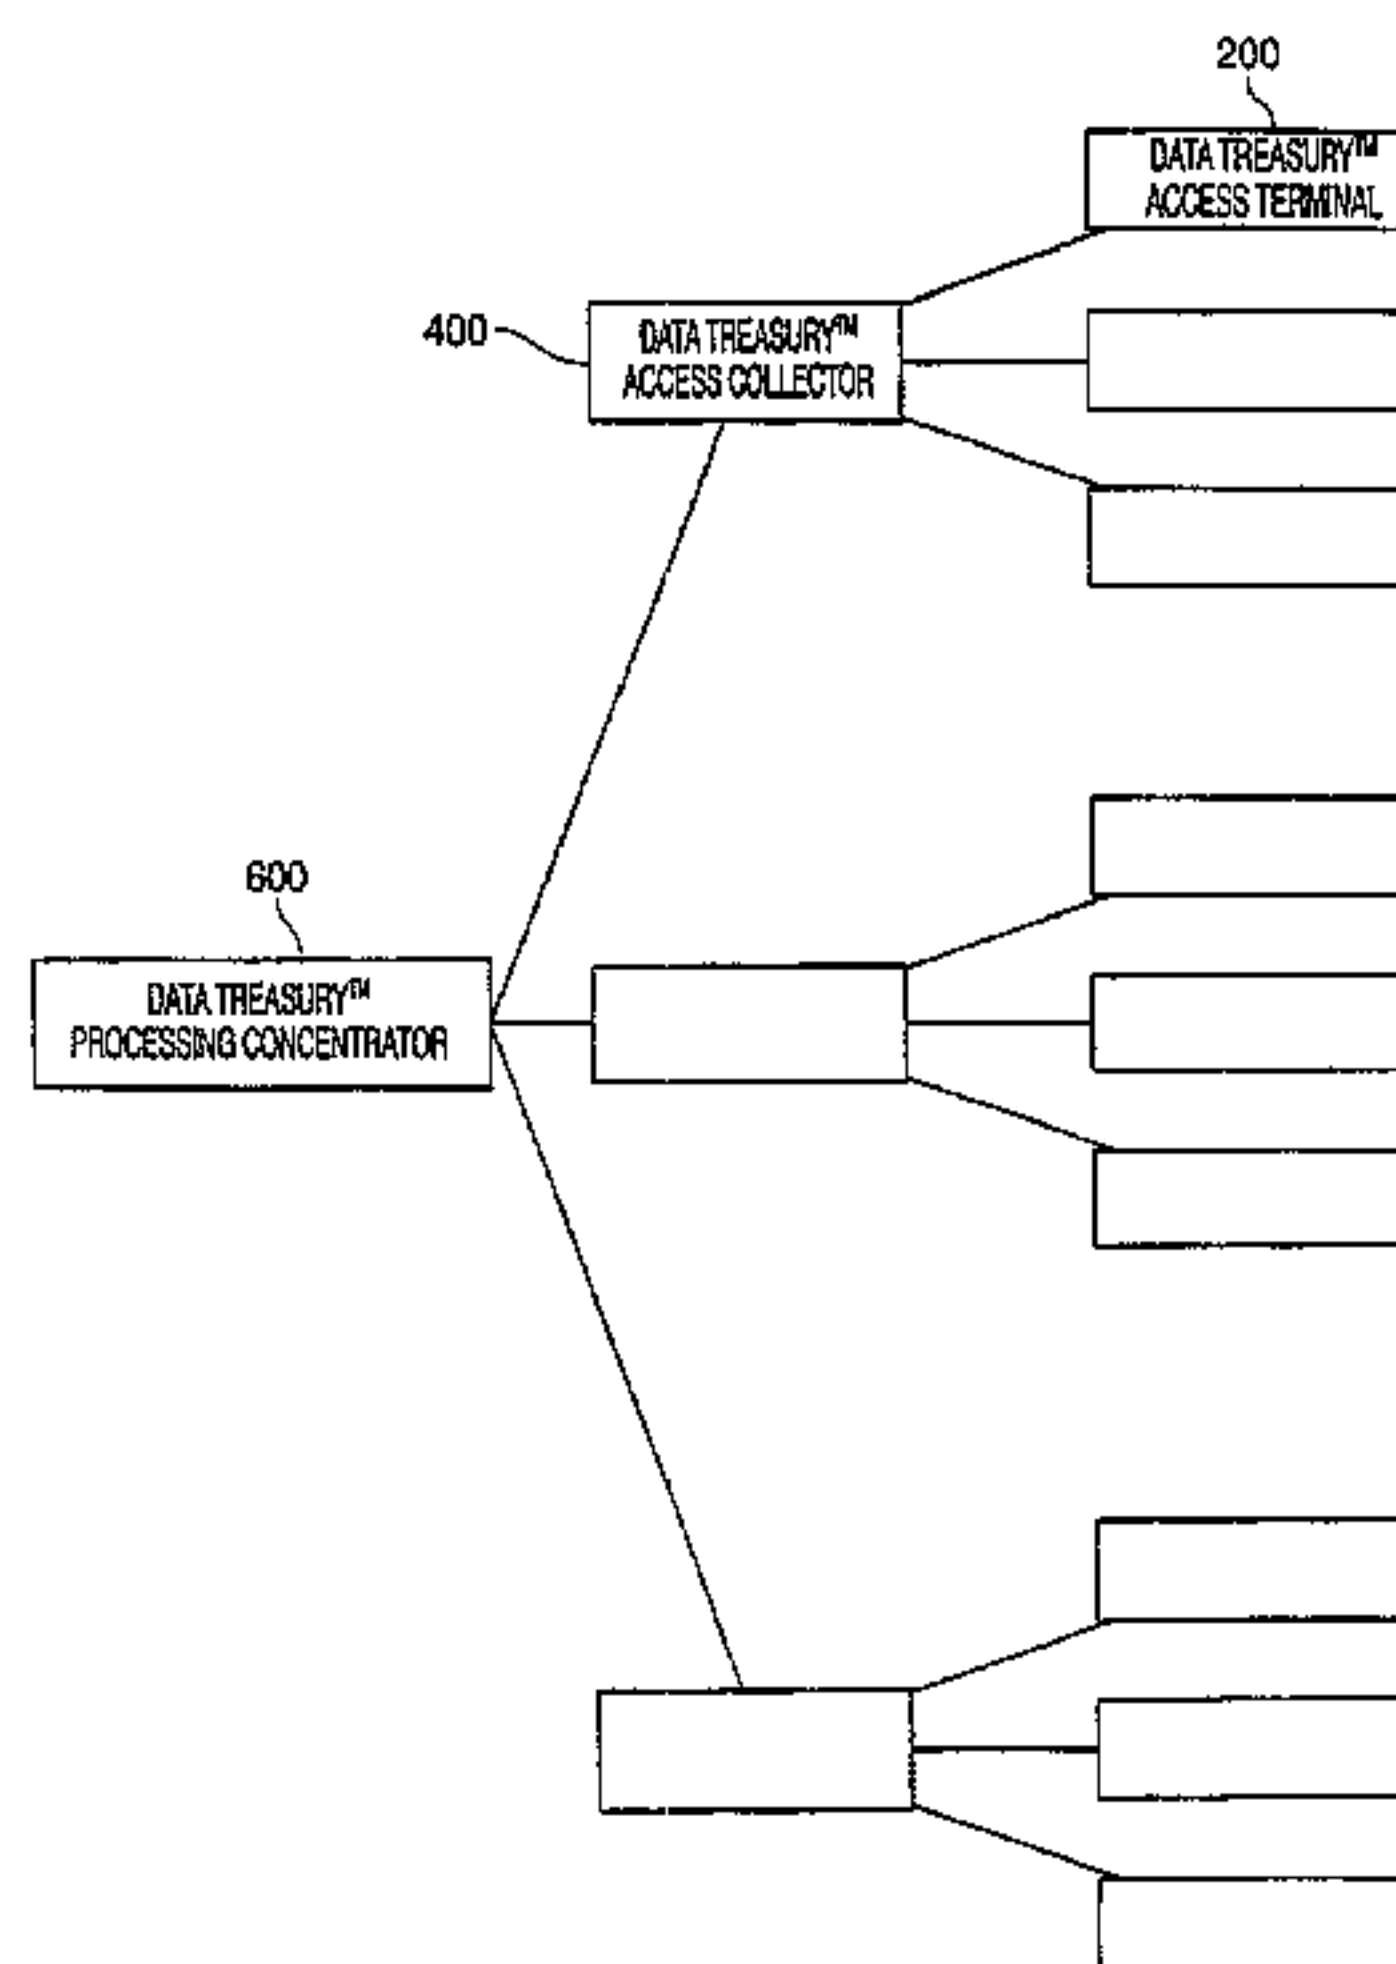 200
DATA TREASURY™
ACCESS TERMINAL
400
DATA TREASURY™
ACCESS COLLECTOR
600
DATA TREASURY™
PROCESSING CONCENTRATOR